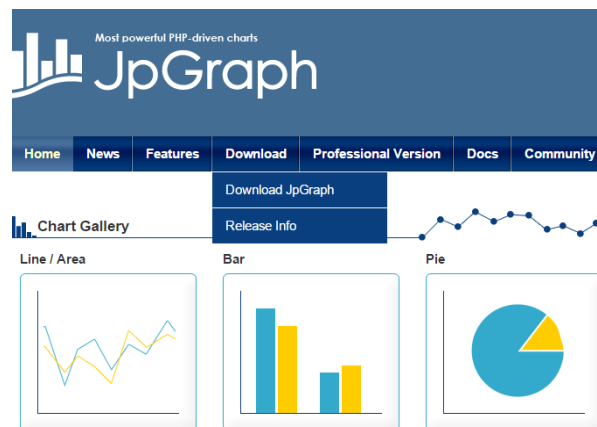 Most powerful PHP-driven charts
JpGraph
Home News Features Download Professional Version Docs Community
Download JpGraph
Release Info
Chart Gallery
Line / Area Bar Pie